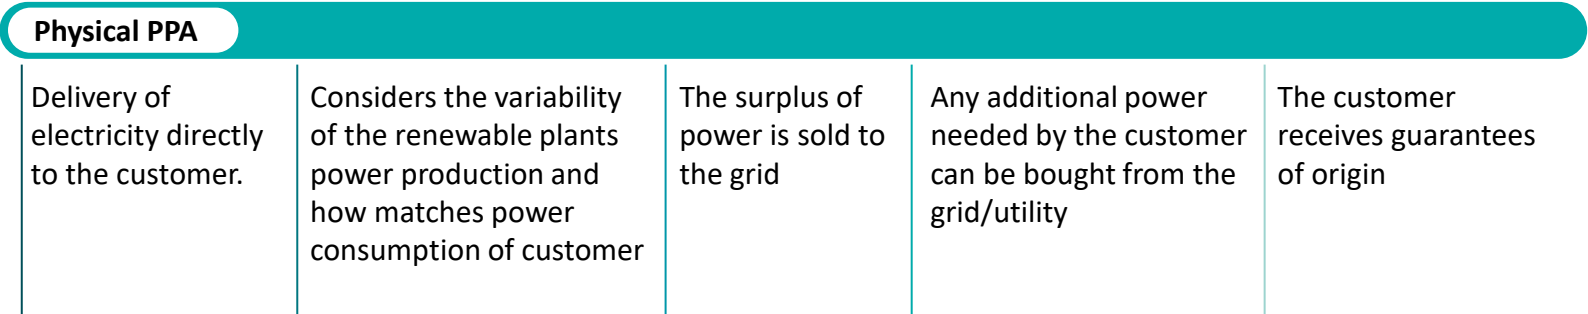 Physical PPA
Delivery of
electricity directly
to the customer.
Considers the variability
of the renewable plants
power production and
how matches power
consumption of customer
The surplus of
power is sold to
the grid
Any additional power
needed by the customer
can be bought from the
grid/utility
The customer
receives guarantees
of origin